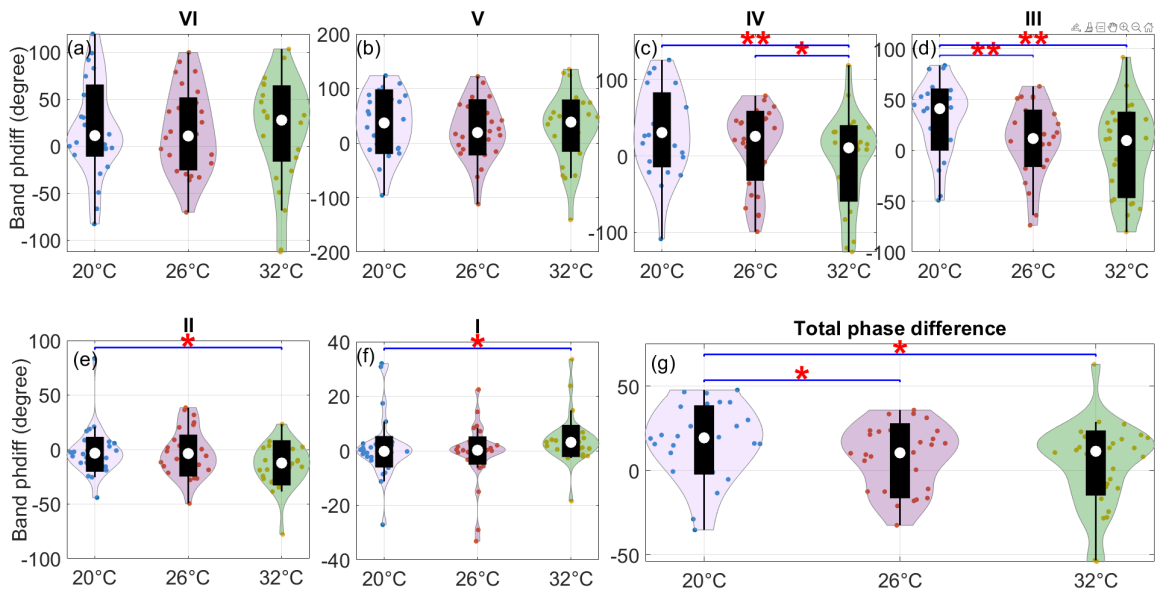 VI
V
IV
III
(a)
(b)
(c)
(d)
**
*
**
**
Band phdiff (degree)
100
50
0
-50
-100
200
100
0
-100
-200
100
0
-100
100
50
0
-50
-100
20°C 26°C 32°C
20°C 26°C 32°C
20°C 26°C 32°C
20°C 26°C 32°C
II
I
Total phase difference
(e)
(f)
(g)
*
*
*
*
Band phdiff (degree)
100
50
0
-50
-100
40
20
0
-20
-40
50
0
-50
20°C 26°C 32°C
20°C 26°C 32°C
20°C 26°C 32°C